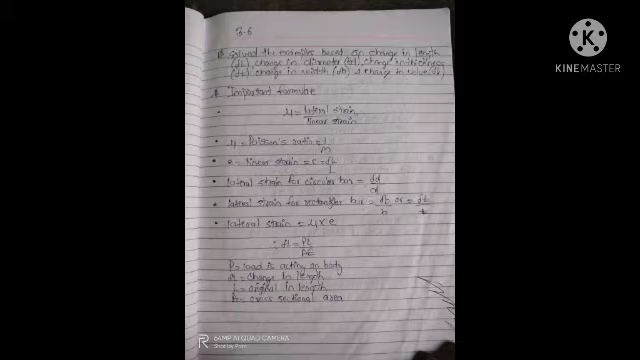 3.6
Solved the examples based on change in length
(dL), change in diameter (dd), change in thickness
(dt) change in width (db) & change in volume (dv)
Important formulae
μ = lateral strain
linear strain
μ = Poisson's ratio = 1/m
e = linear strain = e = dL/L
lateral strain for circular bar = dd/d
lateral strain for rectangular bar = db/b or = dt/t
lateral strain = μ x e
∴ dL = PL/AE
P = load is acting on body
= change in length
L = original in length
= cross sectional area
K
KINEMASTER
R
64MP AI QUAD CAMERA